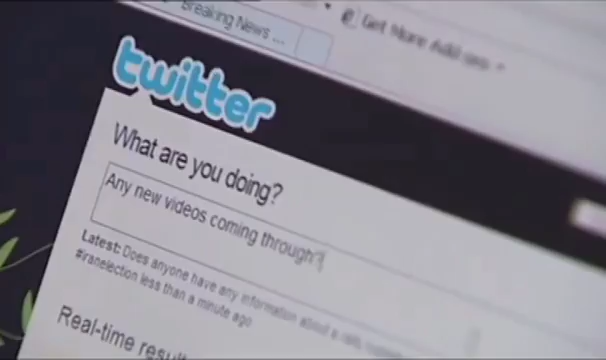 Breaking News ...
Get More Add-ons
twitter
What are you doing?
Any new videos coming through?
Latest: Does anyone have any information about a
#iranelection less than a minute ago
Real-time